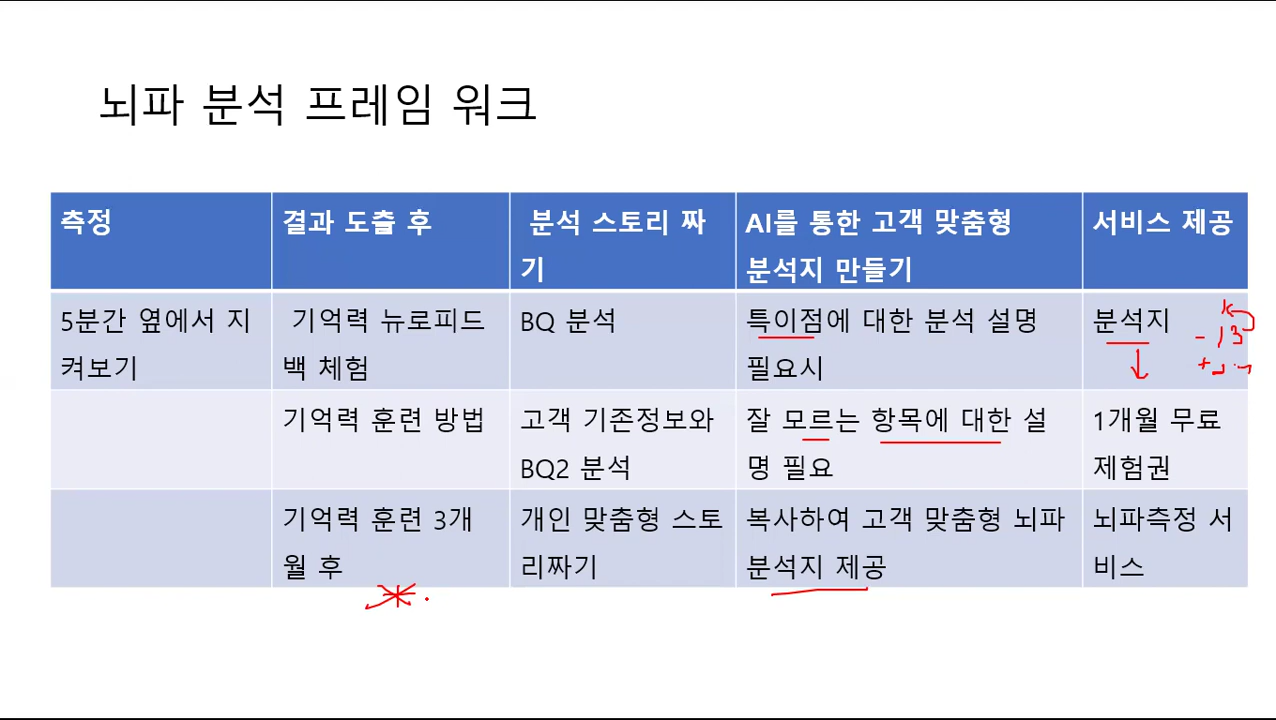 뇌파 분석 프레임 워크
측정
결과 도출 후
분석 스토리 짜
기
AI를 통한 고객 맞춤형
분석지 만들기
서비스 제공
5분간 옆에서 지
켜보기
기억력 뉴로피드
백 체험
BQ 분석
특이점에 대한 분석 설명
필요시
분석지
- 13
기억력 훈련 방법
고객 기존정보와
BQ2 분석
잘 모르는 항목에 대한 설
명 필요
1개월 무료
제험권
기억력 훈련 3개
월 후
개인 맞춤형 스토
리짜기
복사하여 고객 맞춤형 뇌파
분석지 제공
뇌파측정 서
비스